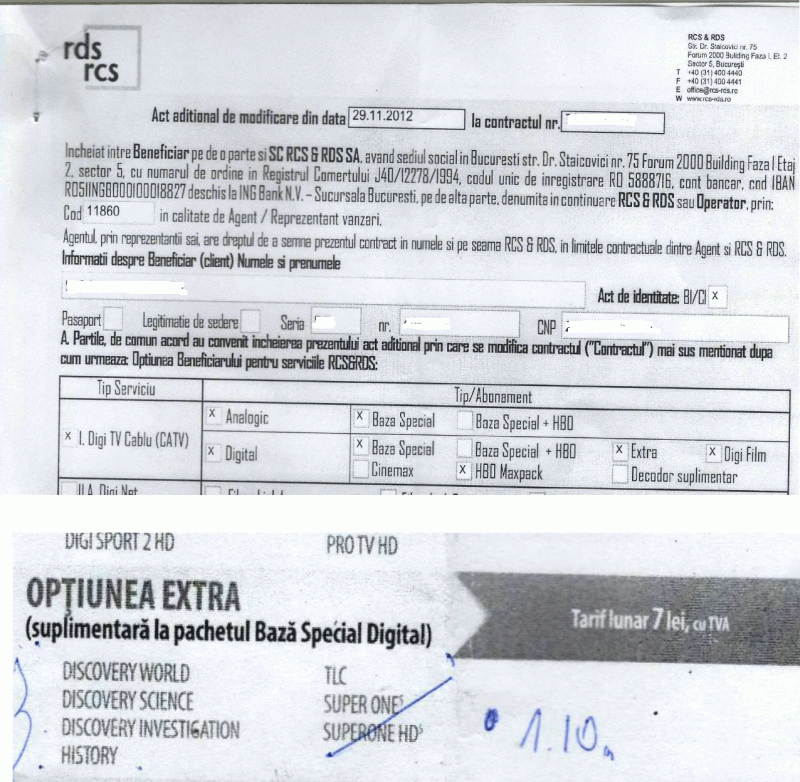 rds
rcs
RCS & RDS
Str. Dr. Staicovici nr. 75
Forum 2000 Building Faza I, Et. 2
Sector 5, București
T +40 (31) 400 4440
F +40 (31) 400 4441
E office@rcs-rds.ro
W www.rcs-rds.ro
Act aditional de modificare din data 29.11.2012 la contractul nr.
Incheiat intre Beneficiar pe de o parte si SC RCS & RDS SA, avand sediul social in Bucuresti str. Dr. Staicovici nr. 75 Forum 2000 Building Faza I Etaj
2, sector 5, cu numarul de ordine in Registrul Comertului J40/12278/1994, codul unic de inregistrare RO 5888716, cont bancar, cnd IBAN
RO51INGB000100018827 deschis la ING Bank N.V. – Sucursala Bucuresti, pe de alta parte, denumita in continuare RCS & RDS sau Operator, prin:
Cod 11860 in calitate de Agent / Reprezentant vanzari.
Agentul, prin reprezentantii sai, are dreptul de a semna prezentul contract in numele si pe seama RCS & RDS, in limitele contractuale dintre Agent si RCS & RDS.
Informatii despre Beneficiar (client) Numele si prenumele
Act de identitate: BI/CI X
Pasaport Legitimatie de sedere Seria nr. CNP
A. Partile, de comun acord au convenit incheierea prezentului act aditional prin care se modifica contractul ("Contractul") mai sus mentionat dupa
cum urmeaza: Optiunea Beneficiarului pentru serviciile RCS&RDS:
Tip Serviciu Tip/Abonament
X Analogic X Baza Special Baza Special + HBO
X I. Digi TV Cablu (CATV)
X Digital X Baza Special Baza Special + HBO X Extra X Digi Film
Cinemax X HBO Maxpack Decodor suplimentar
II.A. Digi Net
DIGI SPORT 2 HD PRO TV HD
OPȚIUNEA EXTRA
(suplimentară la pachetul Bază Special Digital)
Tarif lunar 7 lei, cu TVA
DISCOVERY WORLD TLC
DISCOVERY SCIENCE SUPER ONE⁵
DISCOVERY INVESTIGATION SUPERONE HD⁵
HISTORY
1.10